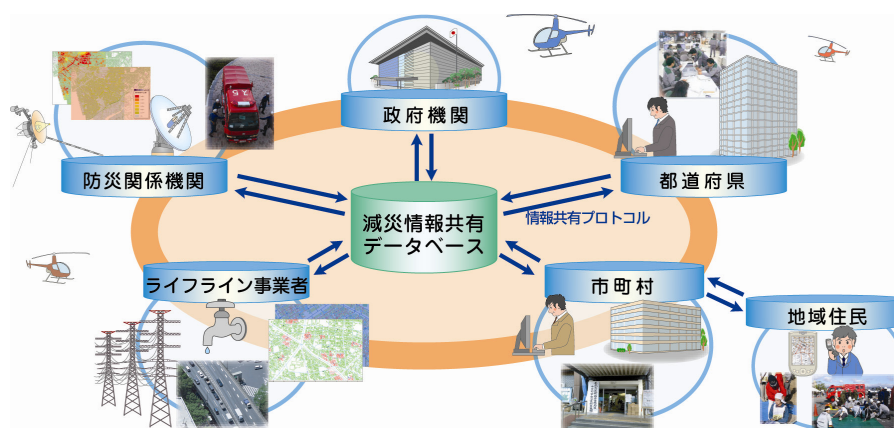 政府機関
防災関係機関
都道府県
減災情報共有
データベース
情報共有プロトコル
ライフライン事業者
市町村
地域住民